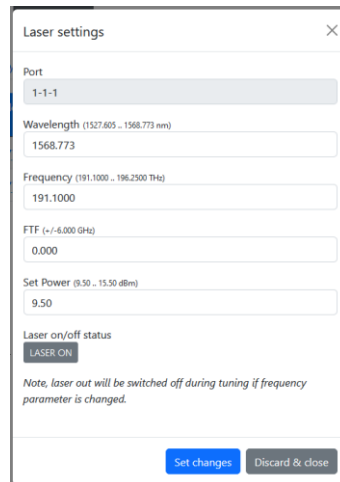 Laser settings
Port
1-1-1
Wavelength (1527.605 .. 1568.773 nm)
1568.773
Frequency (191.1000 .. 196.2500 THz)
191.1000
FTF (+/-6.000 GHz)
0.000
Set Power (9.50 .. 15.50 dBm)
9.50
Laser on/off status
LASER ON
Note, laser out will be switched off during tuning if frequency
parameter is changed.
Set changes Discard & close